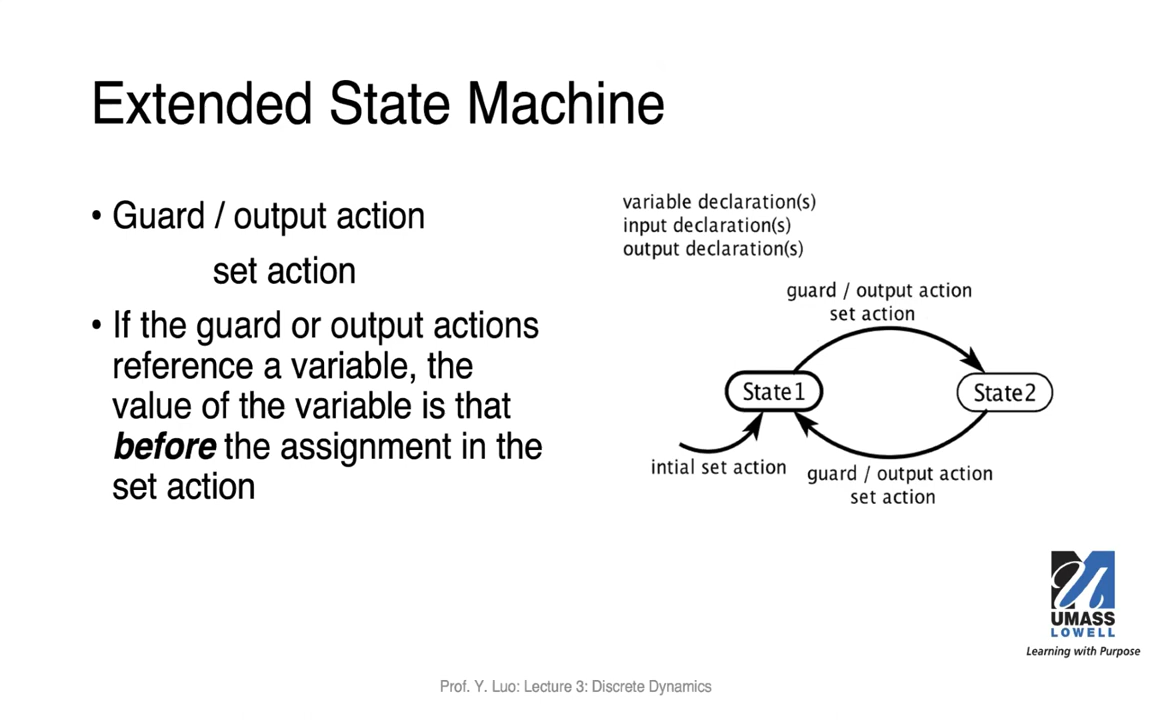 Extended State Machine
• Guard / output action
set action
• If the guard or output actions
reference a variable, the
value of the variable is that
before the assignment in the
set action
variable declaration(s)
input declaration(s)
output declaration(s)
guard / output action
set action
State1
State2
intial set action
guard / output action
set action
UMASS
LOWELL
Learning with Purpose
Prof. Y. Luo: Lecture 3: Discrete Dynamics